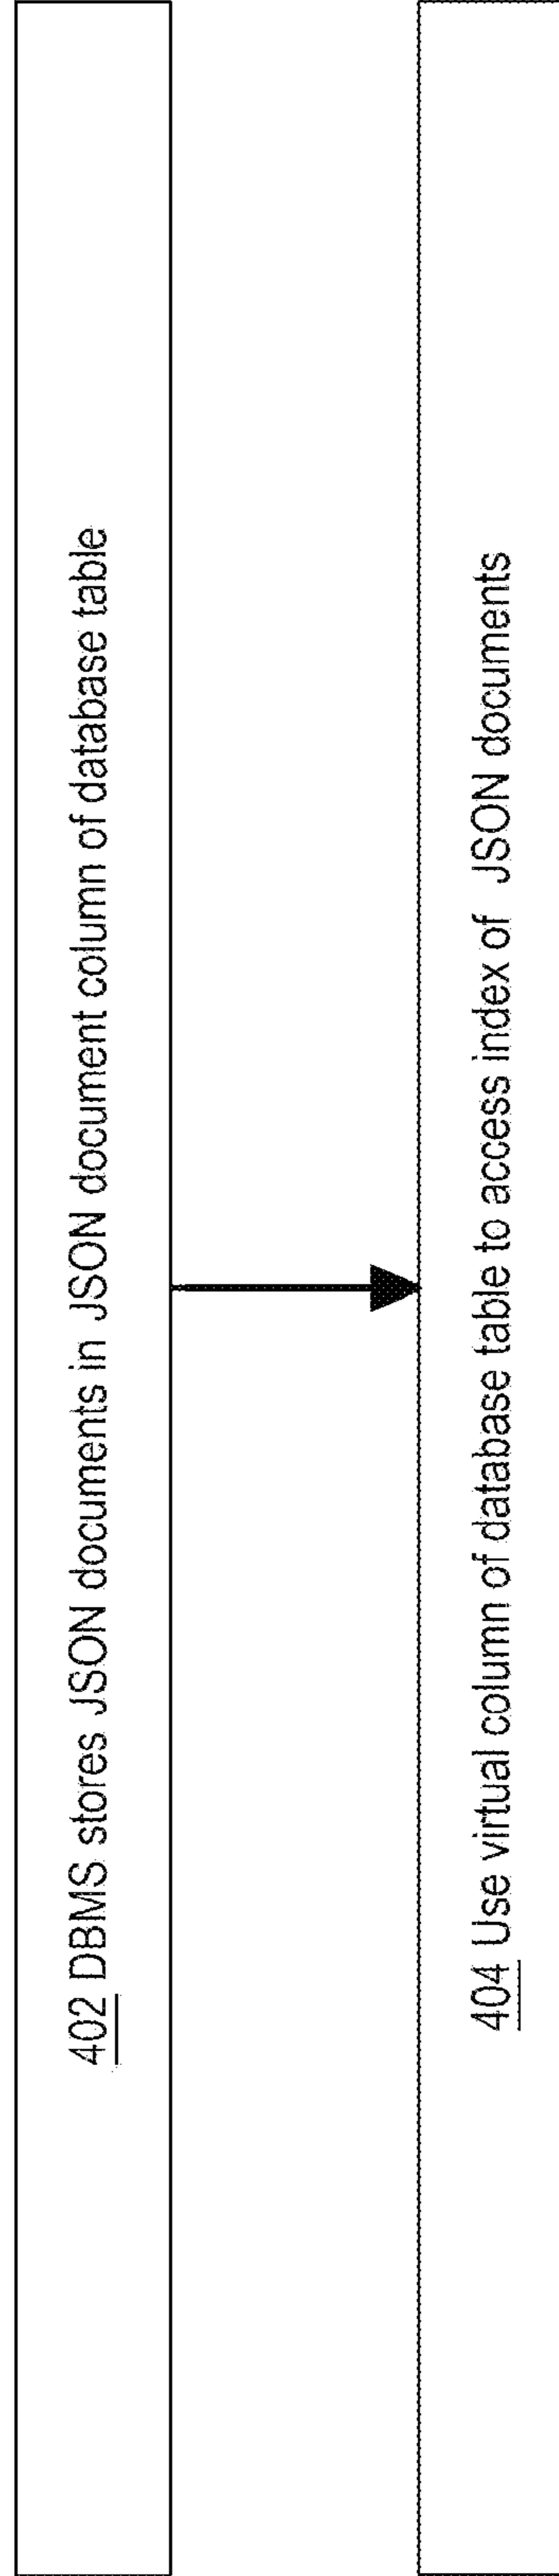 402 DBMS stores JSON documents in JSON document column of database table
404 Use virtual column of database table to access index of JSON documents